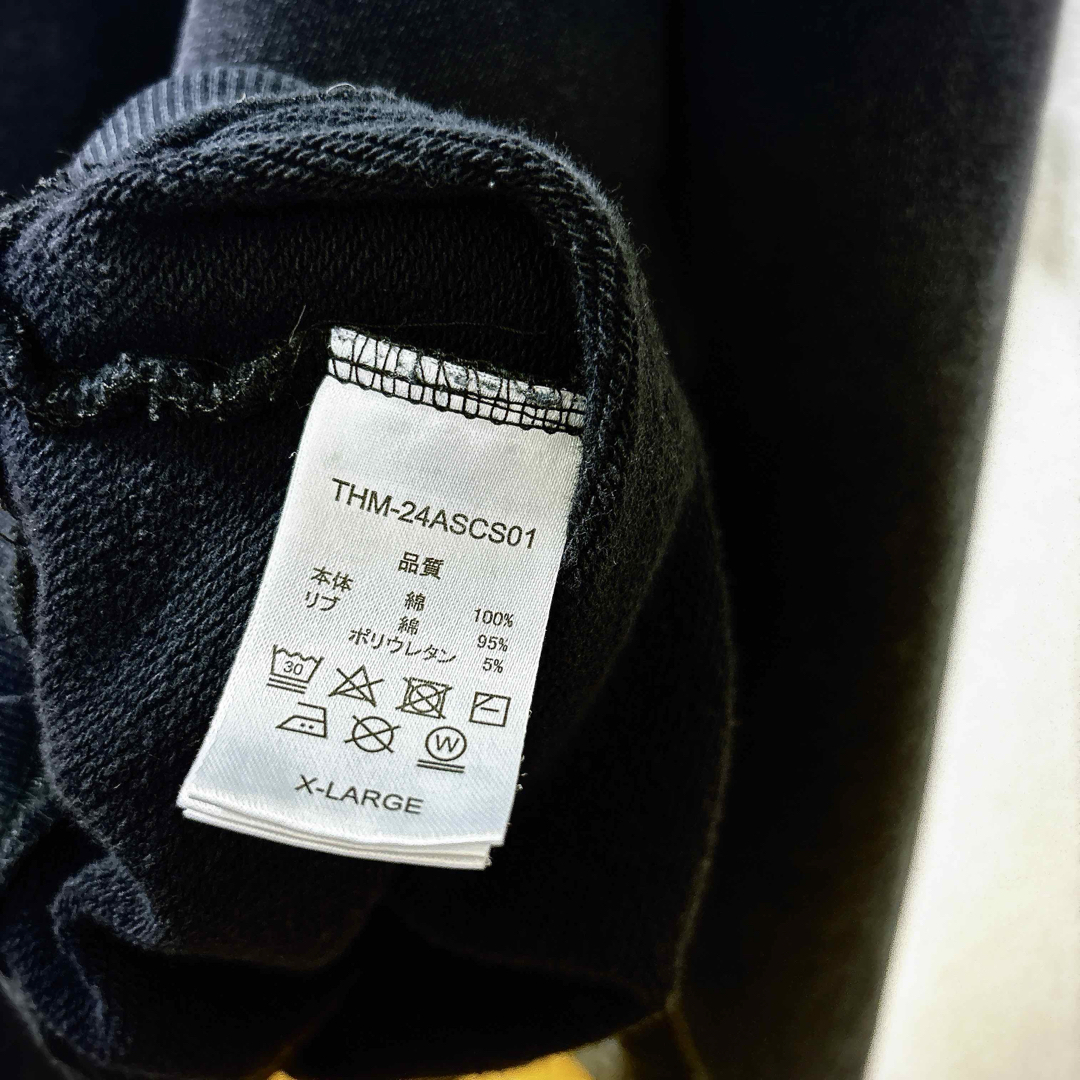 THM-24ASCS01
品質
本体 綿 100%
リブ 綿 95%
ポリウレタン 5%
30
W
X-LARGE